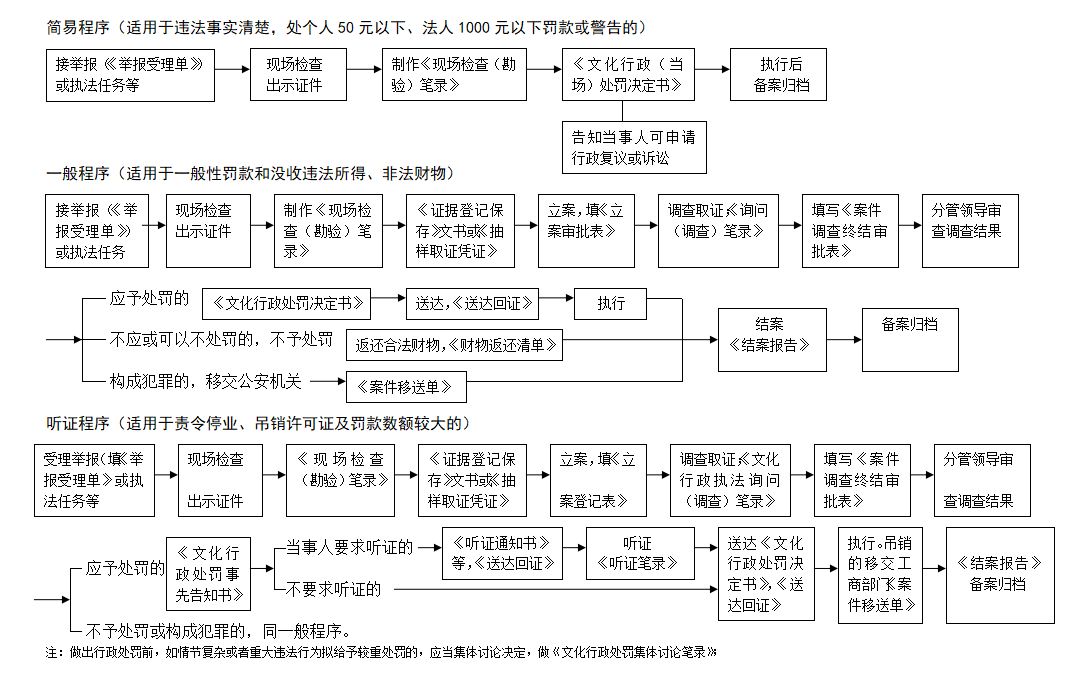 简易程序（适用于违法事实清楚，处个人50元以下、法人1000元以下罚款或警告的）
接举报（《举报受理单》）
或执法任务等
现场检查
出示证件
制作《现场检查（勘
验）笔录》
《文化行政（当
场）处罚决定书》
执行后
备案归档
告知当事人可申请
行政复议或诉讼
一般程序（适用于一般性罚款和没收违法所得、非法财物）
接举报（《举
报受理单》）
或执法任务
现场检查
出示证件
制作《现场检
查（勘验）笔
录》
《证据登记保
存》文书或《抽
样取证凭证》
立案，填《立
案审批表》
调查取证，《询问
（调查）笔录》
填写《案件
调查终结审
批表》
分管领导审
查调查结果
应予处罚的
《文化行政处罚决定书》
送达，《送达回证》
执行
不应或可以不处罚的，不予处罚
返还合法财物，《财物返还清单》
构成犯罪的，移交公安机关
《案件移送单》
结案
《结案报告》
备案归档
听证程序（适用于责令停业、吊销许可证及罚款数额较大的）
受理举报（填《举
报受理单》或执
法任务等
现场检查
出示证件
《现场检查
（勘验）笔录》
《证据登记保
存》文书或《抽
样取证凭证》
立案，填《立
案登记表》
调查取证，《文化
行政执法询问
（调查）笔录》
填写《案件
调查终结审
批表》
分管领导审
查调查结果
应予处罚的
《文化行
政处罚事
先告知书》
当事人要求听证的
《听证通知书》
等，《送达回证》
听证
《听证笔录》
不要求听证的
送达《文化
行政处罚决
定书》，《送
达回证》
执行。吊销
的移交工
商部门《案
件移送单》
《结案报告》
备案归档
不予处罚或构成犯罪的，同一般程序。
注：做出行政处罚前，如情节复杂或者重大违法行为拟给予较重处罚的，应当集体讨论决定，做《文化行政处罚集体讨论笔录》；